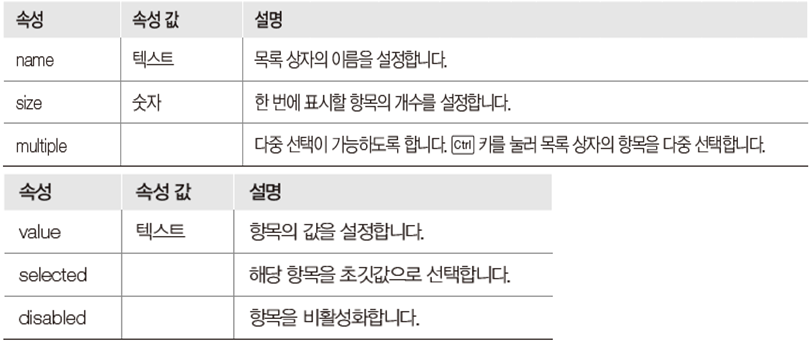 속성 속성 값 설명
name 텍스트 목록 상자의 이름을 설정합니다.
size 숫자 한 번에 표시할 항목의 개수를 설정합니다.
multiple 다중 선택이 가능하도록 합니다. Ctrl 키를 눌러 목록 상자의 항목을 다중 선택합니다.
속성 속성 값 설명
value 텍스트 항목의 값을 설정합니다.
selected 해당 항목을 초깃값으로 선택합니다.
disabled 항목을 비활성화합니다.